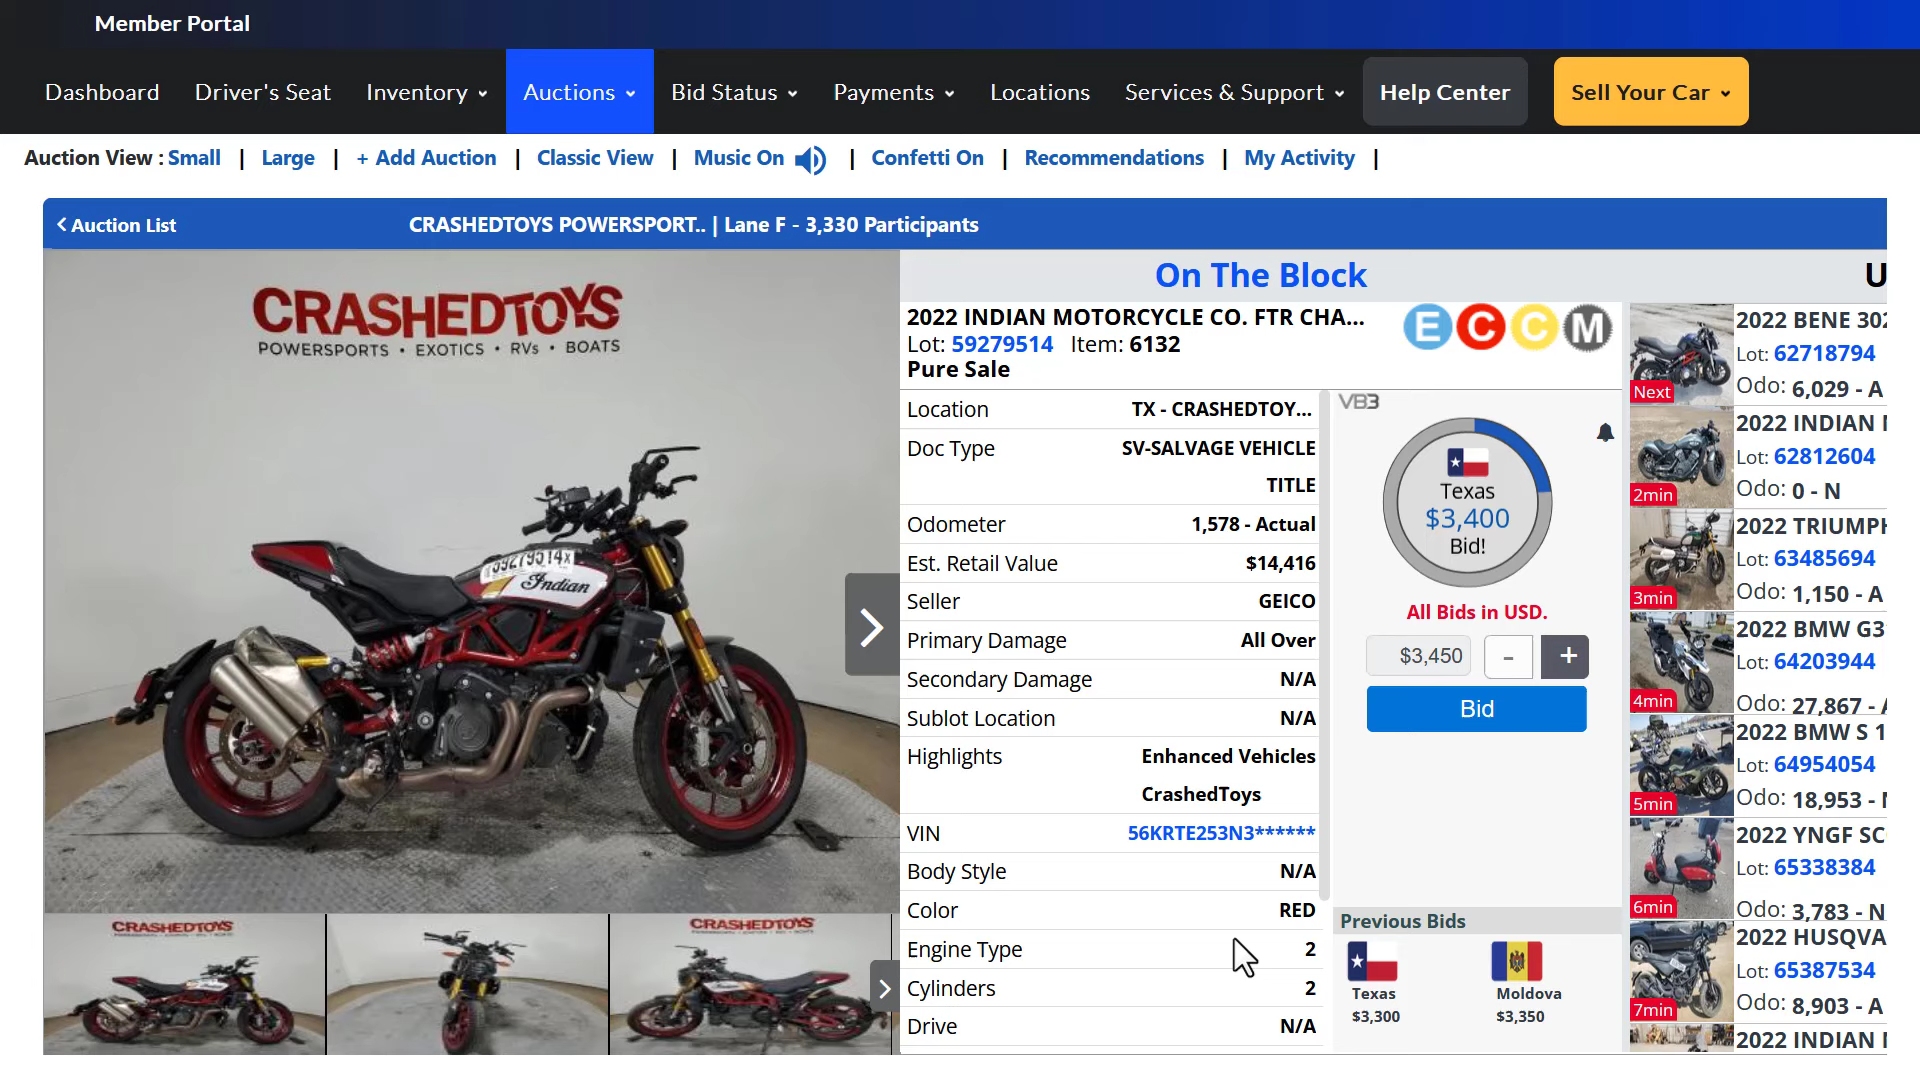 Member Portal
Dashboard Driver's Seat Inventory Auctions Bid Status Payments Locations Services & Support Help Center Sell Your Car
Auction View : Small | Large | + Add Auction | Classic View | Music On | Confetti On | Recommendations | My Activity |
Auction List
CRASHEDTOYS POWERSPORT.. | Lane F - 3,330 Participants
CRASHEDTOYS
POWERSPORTS • EXOTICS • RVs • BOATS
59279514X
Indian
CRASHEDTOYS
CRASHEDTOYS
On The Block
2022 INDIAN MOTORCYCLE CO. FTR CHA...
Lot: 59279514 Item: 6132
Pure Sale
E C C M
Location TX - CRASHEDTOY...
Doc Type SV-SALVAGE VEHICLE
TITLE
Odometer 1,578 - Actual
Est. Retail Value $14,416
Seller GEICO
Primary Damage All Over
Secondary Damage N/A
Sublot Location N/A
Highlights Enhanced Vehicles
CrashedToys
VIN 56KRTE253N3******
Body Style N/A
Color RED
Engine Type 2
Cylinders 2
Drive N/A
VB3
Texas
$3,400
Bid!
All Bids in USD.
$3,450 - +
Bid
Previous Bids
Texas
$3,300
Moldova
$3,350
U
2022 BENE 302
Lot: 62718794
Odo: 6,029 - A
Next
2022 INDIAN
Lot: 62812604
Odo: 0 - N
2min
2022 TRIUMPH
Lot: 63485694
Odo: 1,150 - A
3min
2022 BMW G3
Lot: 64203944
Odo: 27,867 - A
4min
2022 BMW S 1
Lot: 64954054
Odo: 18,953 - N
5min
2022 YNGF SC
Lot: 65338384
Odo: 3,783 - N
6min
2022 HUSQVA
Lot: 65387534
Odo: 8,903 - A
7min
2022 INDIAN